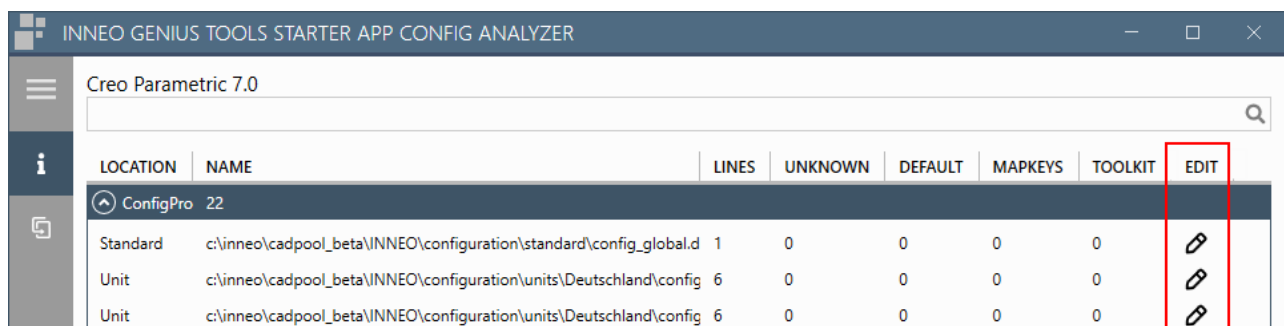 INNEO GENIUS TOOLS STARTER APP CONFIG ANALYZER
Creo Parametric 7.0
LOCATION NAME LINES UNKNOWN DEFAULT MAPKEYS TOOLKIT EDIT
ConfigPro 22
Standard c:\inneo\cadpool_beta\INNEO\configuration\standard\config_global.d 1 0 0 0 0
Unit c:\inneo\cadpool_beta\INNEO\configuration\units\Deutschland\config 6 0 0 0 0
Unit c:\inneo\cadpool_beta\INNEO\configuration\units\Deutschland\config 6 0 0 0 0